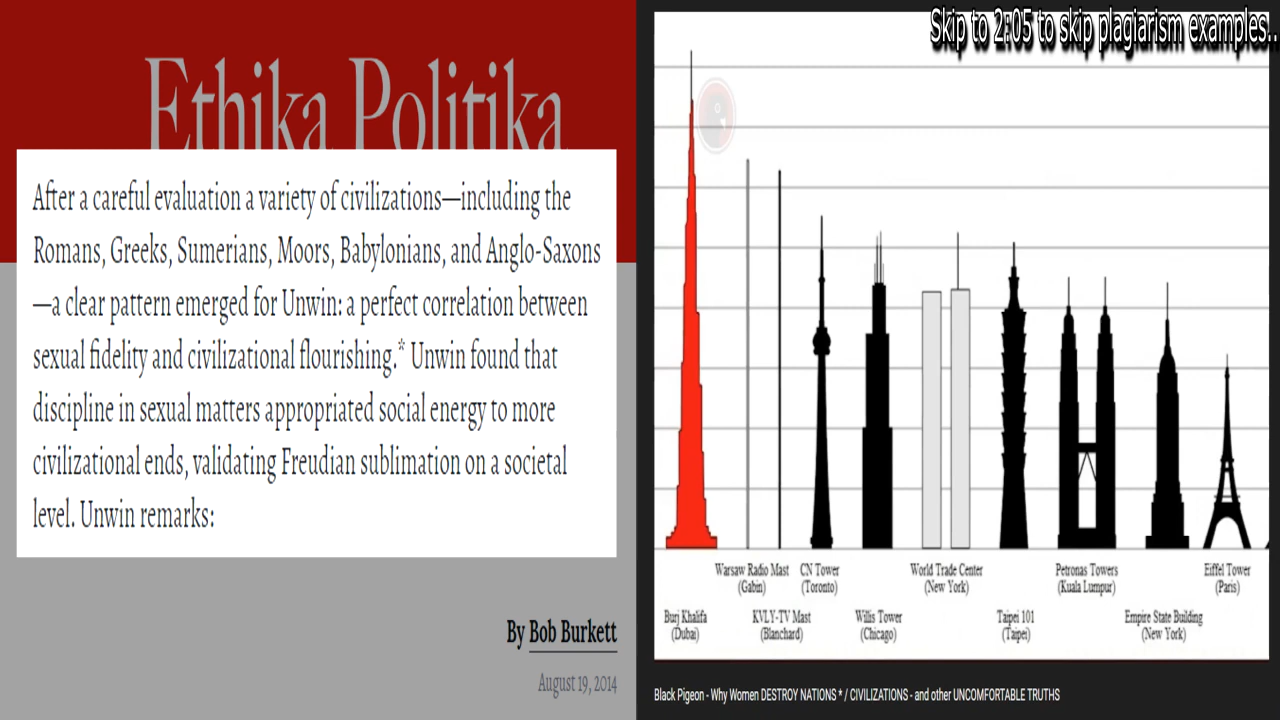 Ethika Politika
After a careful evaluation a variety of civilizations—including the
Romans, Greeks, Sumerians, Moors, Babylonians, and Anglo-Saxons
—a clear pattern emerged for Unwin: a perfect correlation between
sexual fidelity and civilizational flourishing.* Unwin found that
discipline in sexual matters appropriated social energy to more
civilizational ends, validating Freudian sublimation on a societal
level. Unwin remarks:
By Bob Burkett
August 19, 2014
Skip to 2:05 to skip plagiarism examples..
Warsaw Radio Mast
(Gabin)
CN Tower
(Toronto)
World Trade Center
(New York)
Petronas Towers
(Kuala Lumpur)
Eiffel Tower
(Paris)
Burj Khalifa
(Dubai)
KVLY-TV Mast
(Blanchard)
Willis Tower
(Chicago)
Taipei 101
(Taipei)
Empire State Building
(New York)
Black Pigeon - Why Women DESTROY NATIONS * / CIVILIZATIONS - and other UNCOMFORTABLE TRUTHS